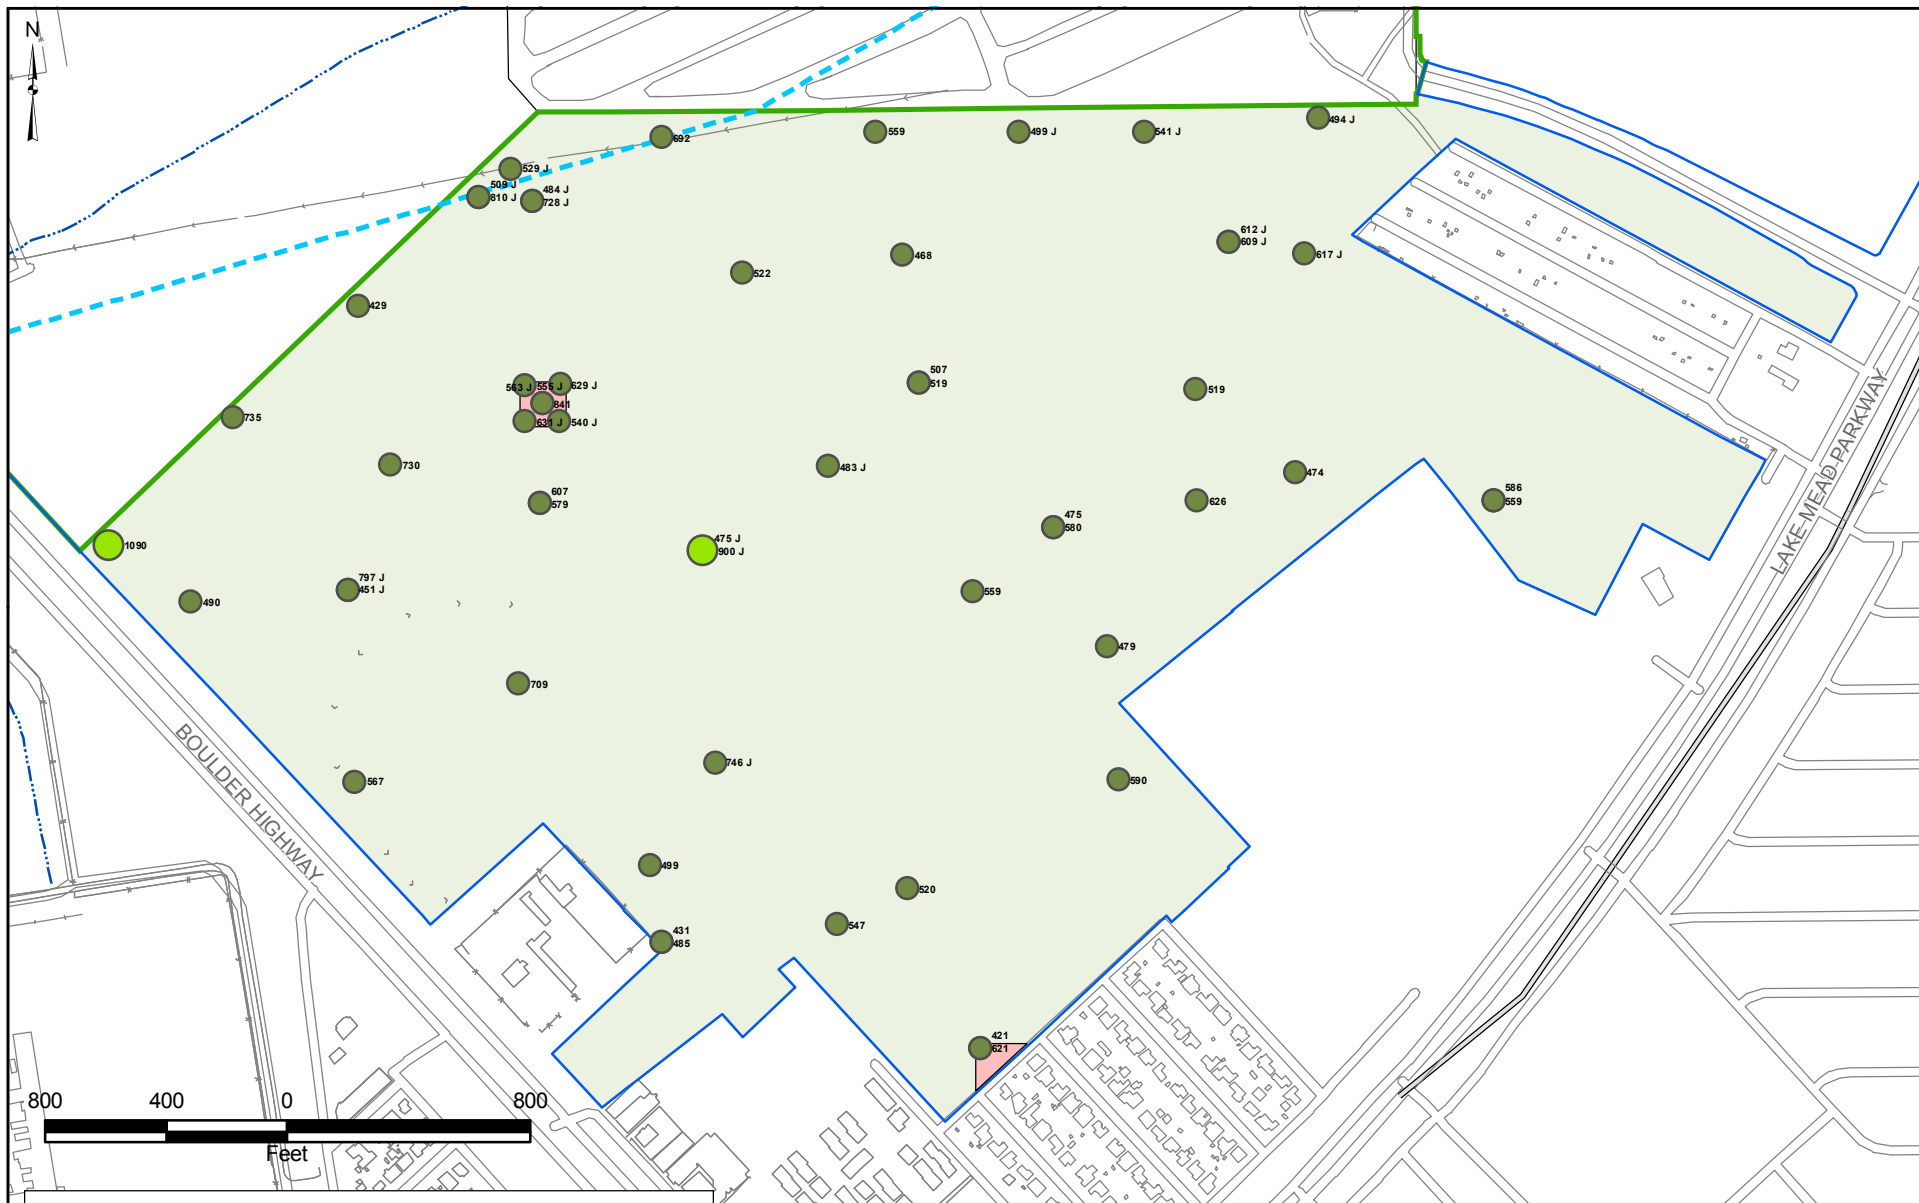 N
692
559
499 J
541 J
494 J
529 J
509 J
810 J
484 J
728 J
612 J
609 J
617 J
468
522
429
563 J
555 J
629 J
841
631 J
540 J
507
519
519
735
730
483 J
474
607
579
626
586
559
475
580
1090
475 J
900 J
797 J
451 J
490
559
479
709
746 J
567
590
499
520
547
431
485
421
621
BOULDER HIGHWAY
LAKE MEAD PARKWAY
800 400 0 800
Feet